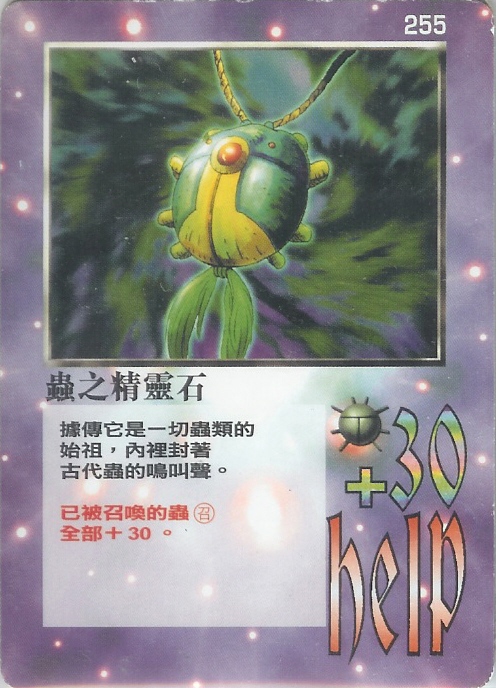 255
蟲之精靈石
據傳它是一切蟲類的
始祖，內裡封著
古代蟲的鳴叫聲。
已被召喚的蟲㊂召
全部＋30。
+30
help